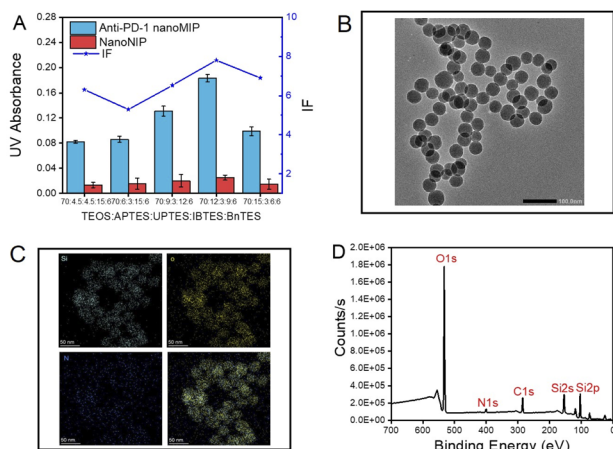 A
Anti-PD-1 nanoMIP
NanoNIP
IF
0.28
0.24
0.20
0.16
0.12
0.08
0.04
0.00
10
8
6
4
2
UV Absorbance
IF
70:4.5:4.5:15:6 70:6:3:15:6 70:9:3:12:6 70:12:3:9:6 70:15:3:6:6
TEOS:APTES:UPTES:IBTES:BnTES
B
100.0nm
C
Si
o
50 nm
50 nm
N
50 nm
50 nm
D
2.0E+06
1.8E+06
1.6E+06
1.4E+06
1.2E+06
1.0E+06
8.0E+05
6.0E+05
4.0E+05
2.0E+05
0.0E+00
Counts/s
O1s
N1s
C1s
Si2s
Si2p
700 600 500 400 300 200 100 0
Binding Energy (eV)